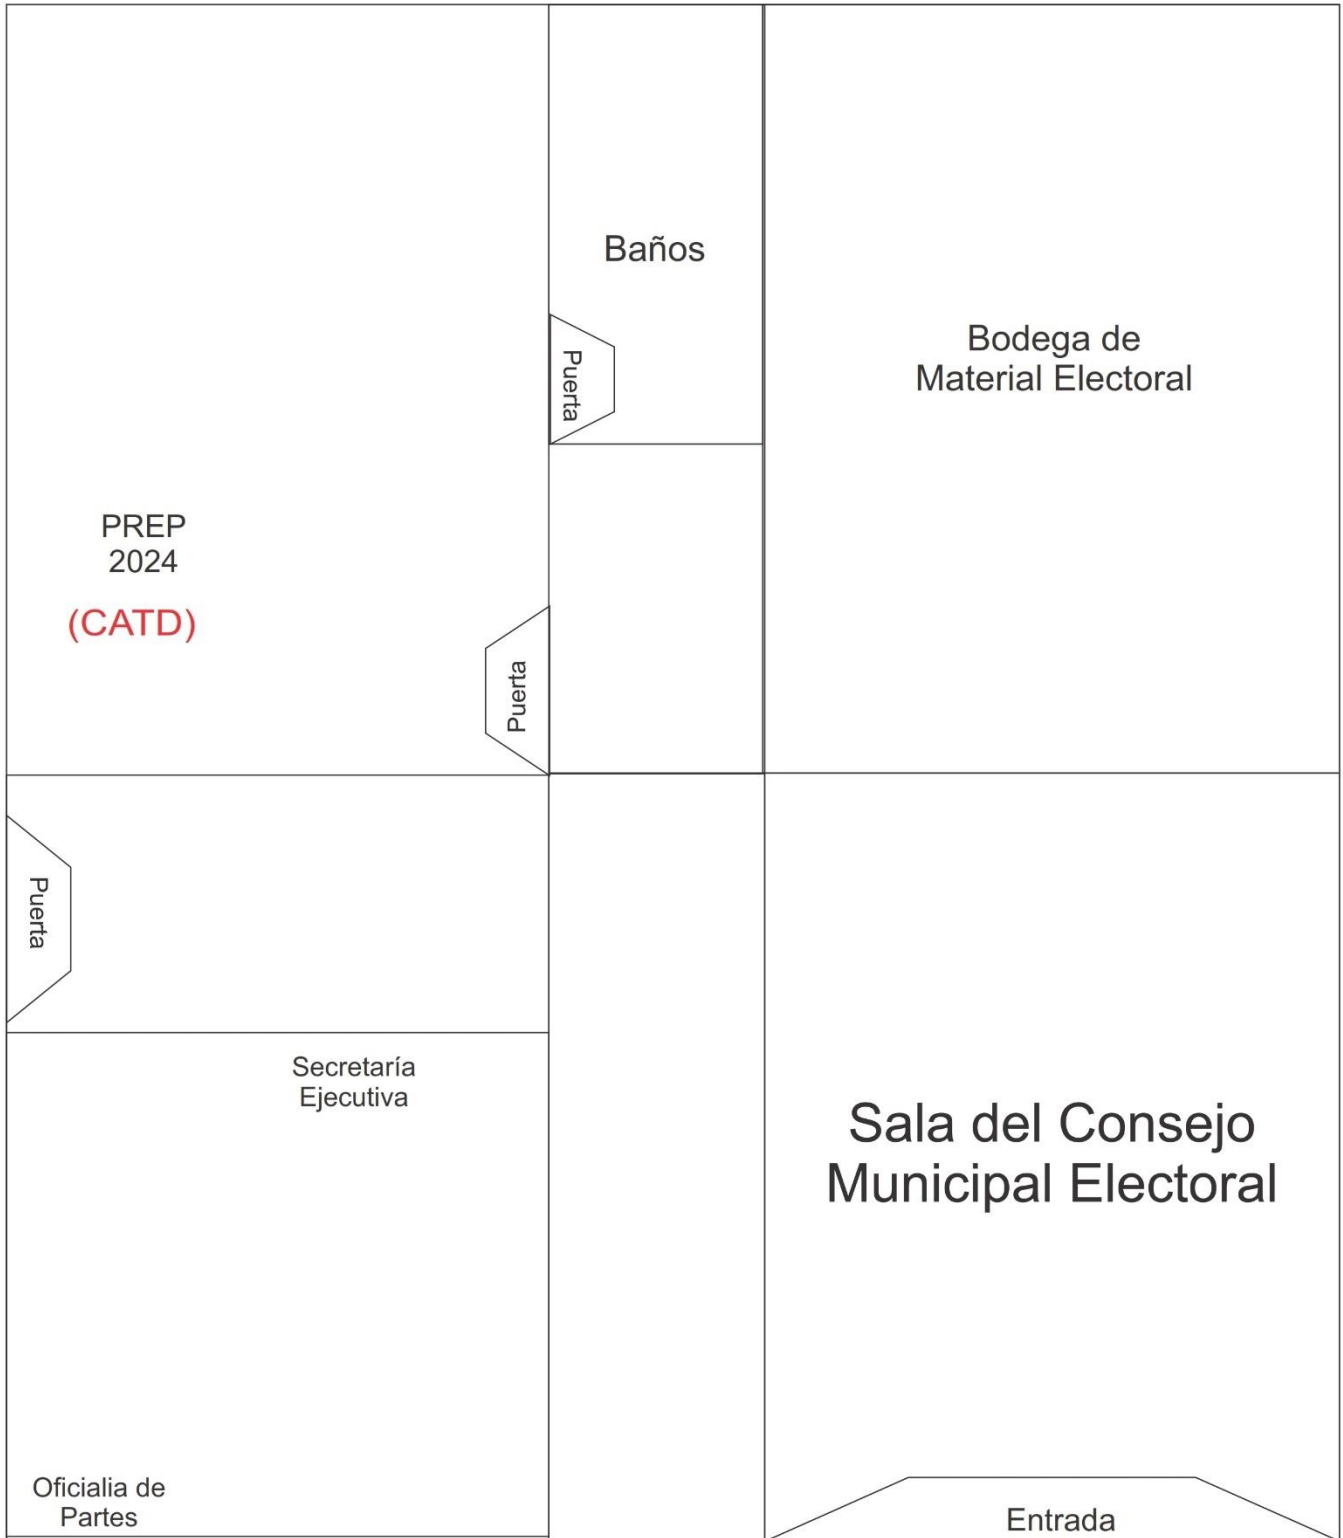 Baños
Puerta
Bodega de
Material Electoral
PREP
2024
(CATD)
Puerta
Puerta
Secretaría
Ejecutiva
Sala del Consejo
Municipal Electoral
Oficialia de
Partes
Entrada